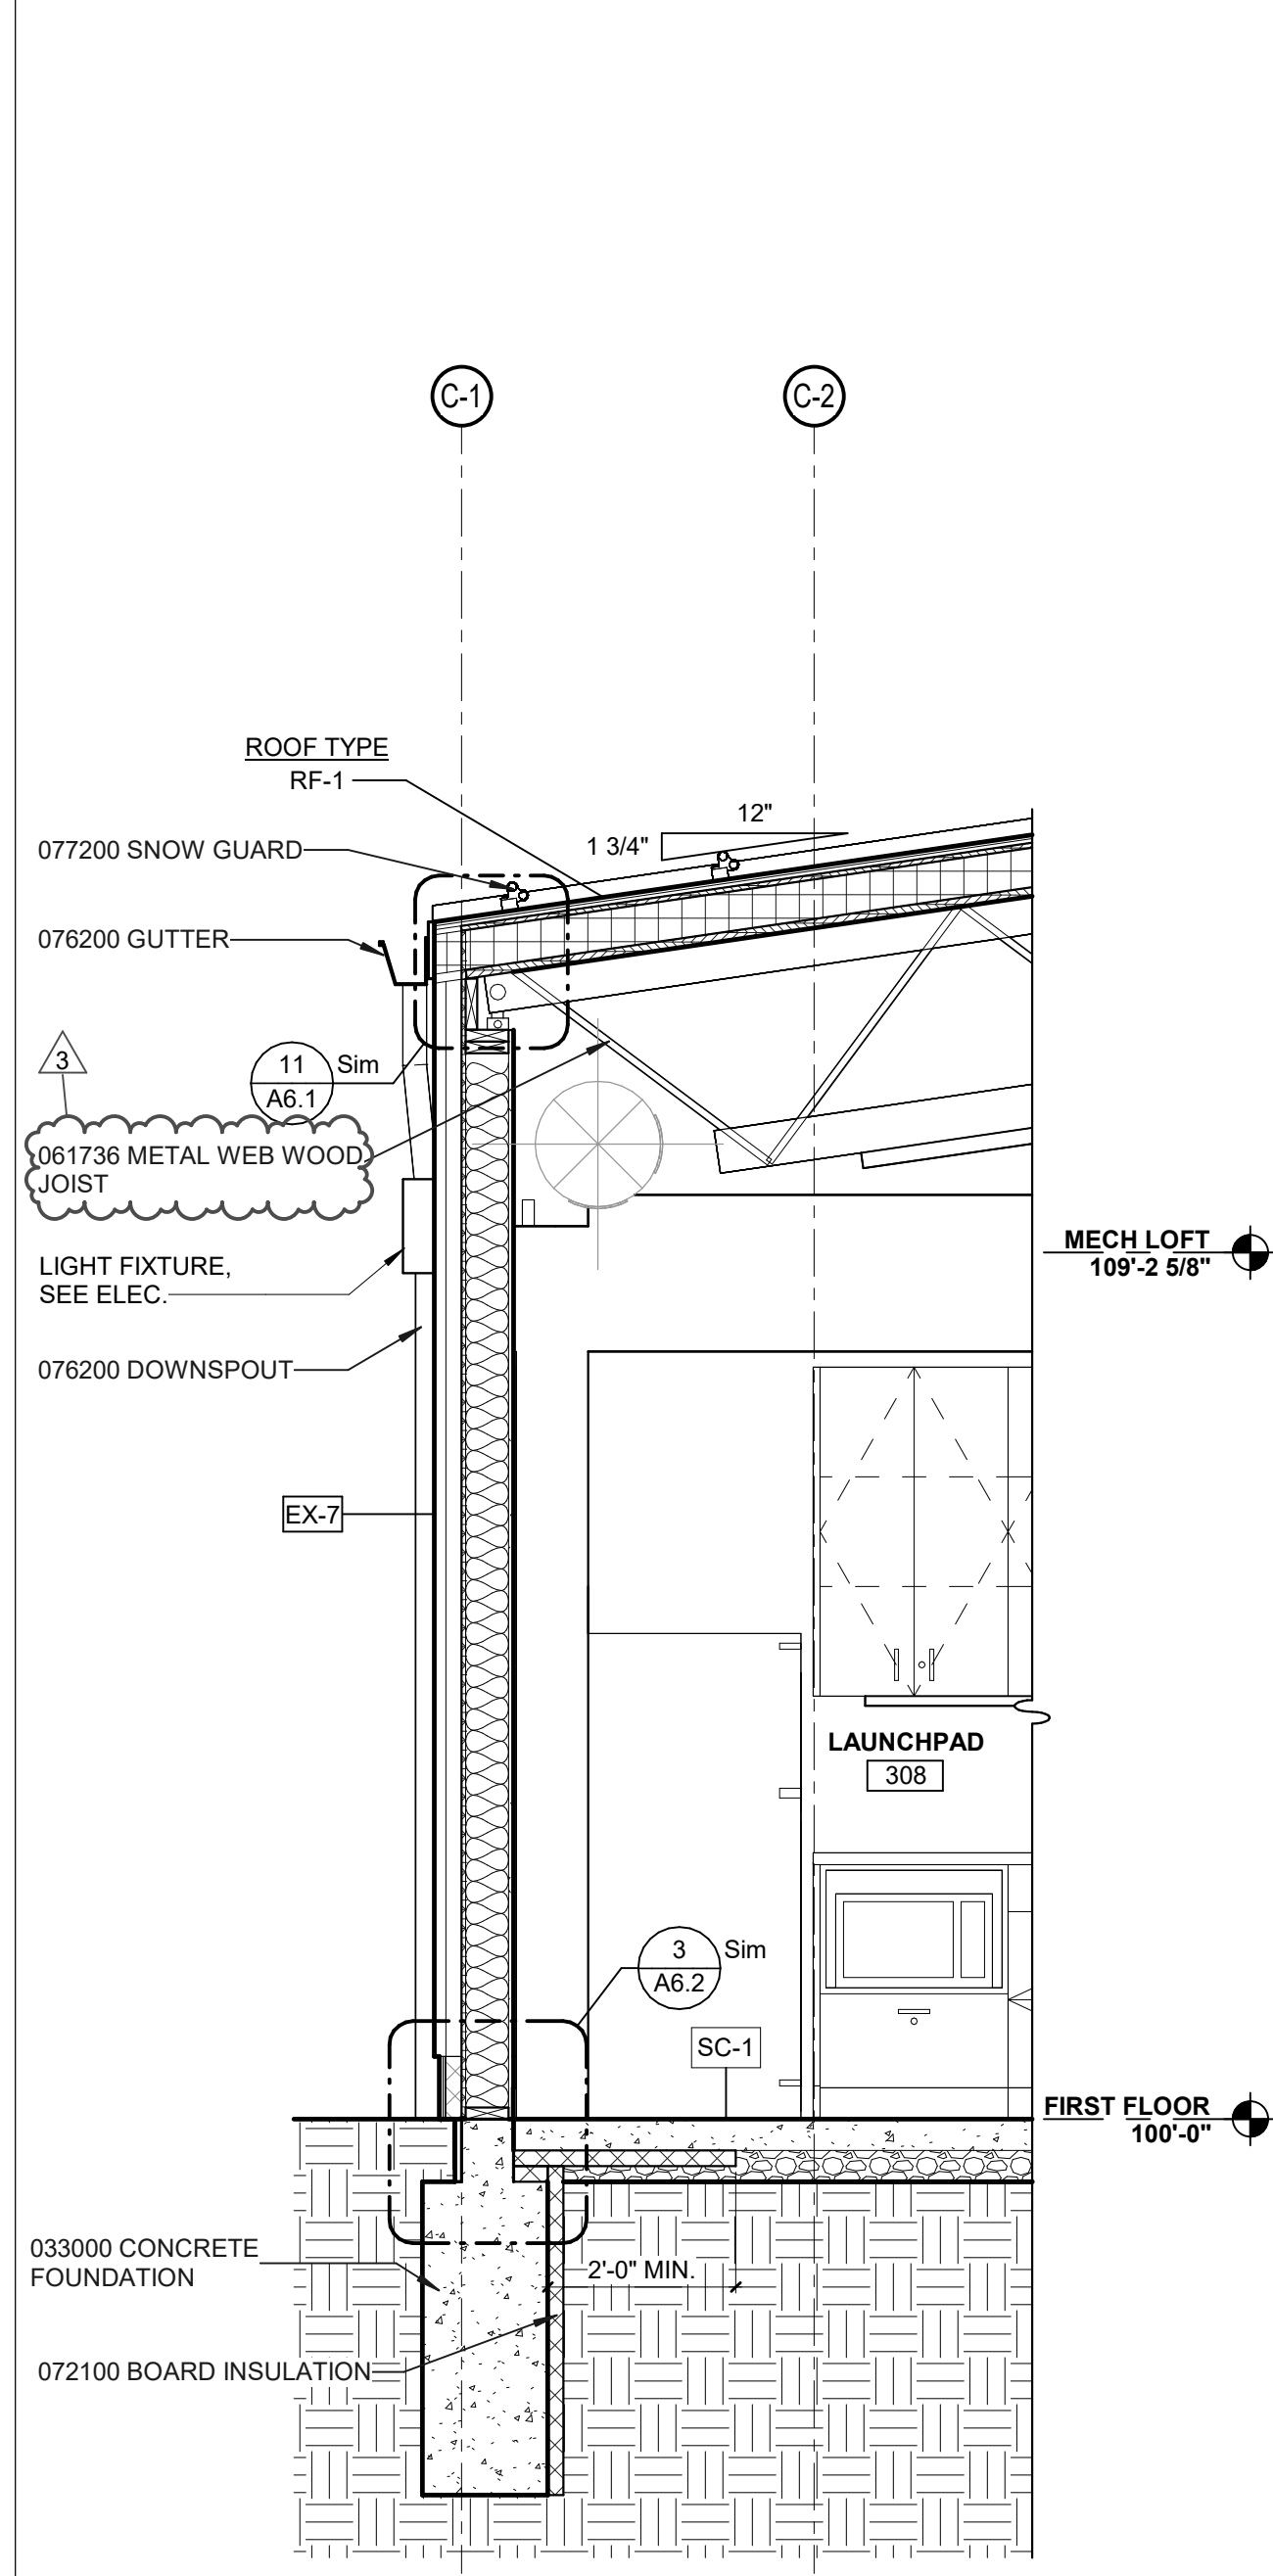 C-1
C-2
ROOF TYPE
RF-1
12"
1 3/4"
077200 SNOW GUARD
076200 GUTTER
3
11
Sim
A6.1
061736 METAL WEB WOOD
JOIST
LIGHT FIXTURE,
SEE ELEC.
MECH LOFT
109'-2 5/8"
076200 DOWNSPOUT
EX-7
LAUNCHPAD
308
3
Sim
A6.2
SC-1
FIRST FLOOR
100'-0"
033000 CONCRETE
FOUNDATION
2'-0" MIN.
072100 BOARD INSULATION